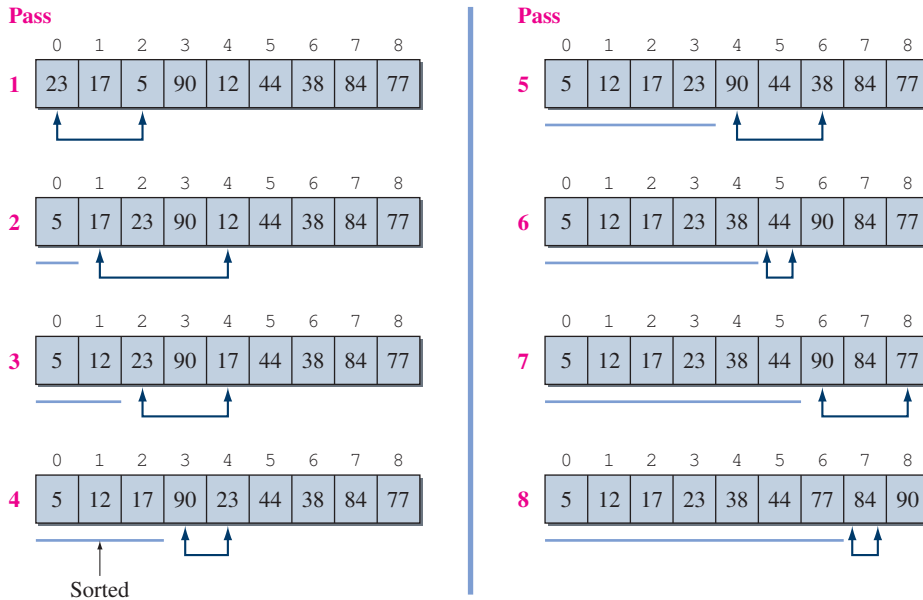 Pass
0 1 2 3 4 5 6 7 8
1 23 17 5 90 12 44 38 84 77
0 1 2 3 4 5 6 7 8
2 5 17 23 90 12 44 38 84 77
0 1 2 3 4 5 6 7 8
3 5 12 23 90 17 44 38 84 77
0 1 2 3 4 5 6 7 8
4 5 12 17 90 23 44 38 84 77
Sorted
Pass
0 1 2 3 4 5 6 7 8
5 5 12 17 23 90 44 38 84 77
0 1 2 3 4 5 6 7 8
6 5 12 17 23 38 44 90 84 77
0 1 2 3 4 5 6 7 8
7 5 12 17 23 38 44 90 84 77
0 1 2 3 4 5 6 7 8
8 5 12 17 23 38 44 77 84 90